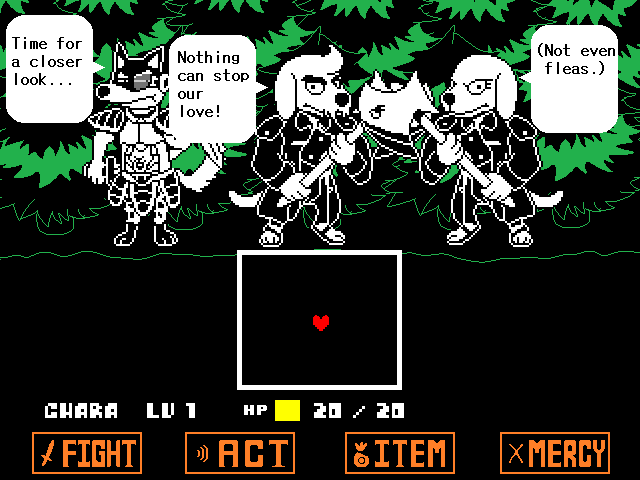 Time for
a closer
look...
Nothing
can stop
our
love!
(Not even
fleas.)
CHARA LV 1 HP 20 / 20
FIGHT ACT ITEM MERCY